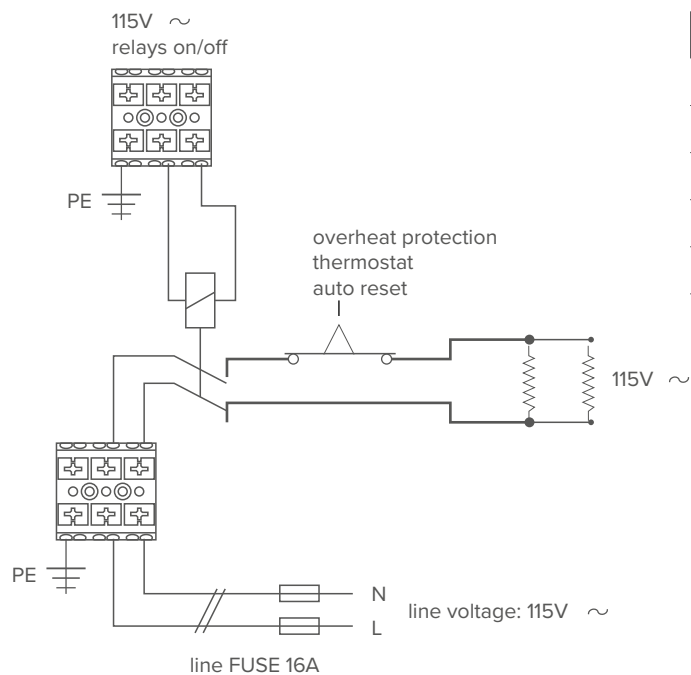 115V ~
relays on/off
PE
overheat protection
thermostat
auto reset
115V ~
PE
N
L
line voltage: 115V ~
line FUSE 16A